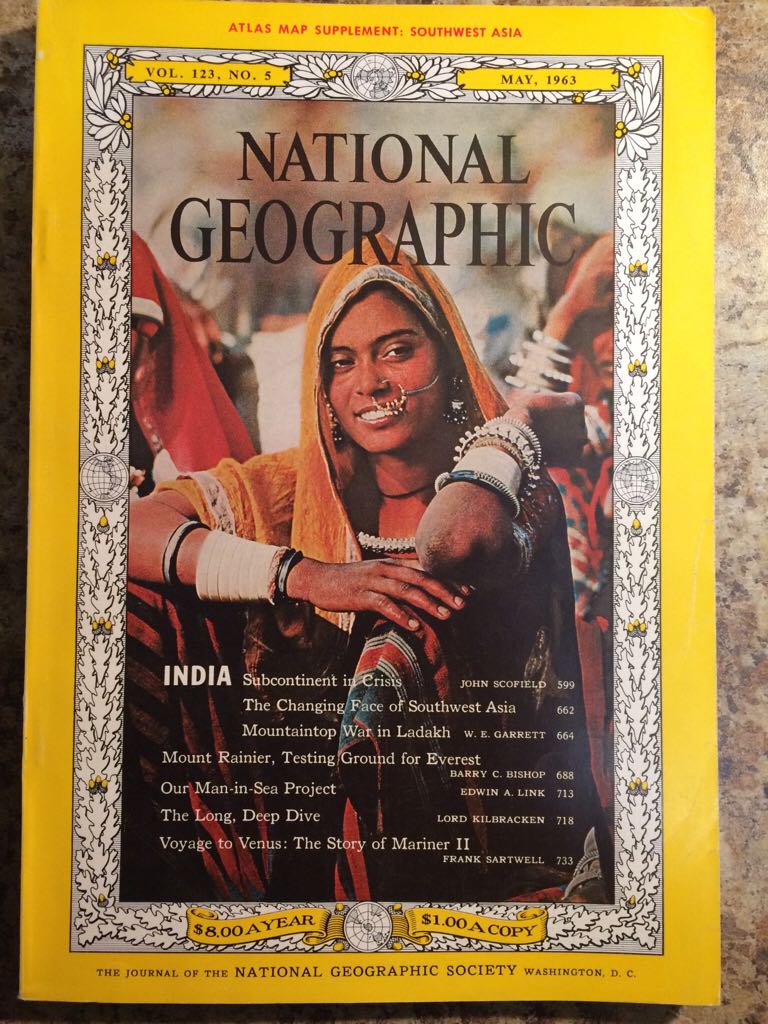 ATLAS MAP SUPPLEMENT: SOUTHWEST ASIA
VOL. 123, NO. 5
MAY, 1963
NATIONAL
GEOGRAPHIC
INDIA Subcontinent in Crisis JOHN SCOFIELD 599
The Changing Face of Southwest Asia 662
Mountaintop War in Ladakh W. E. GARRETT 664
Mount Rainier, Testing Ground for Everest
BARRY C. BISHOP 688
Our Man-in-Sea Project EDWIN A. LINK 713
The Long, Deep Dive LORD KILBRACKEN 718
Voyage to Venus: The Story of Mariner II
FRANK SARTWELL 733
$8.00 A YEAR
$1.00 A COPY
THE JOURNAL OF THE NATIONAL GEOGRAPHIC SOCIETY WASHINGTON, D. C.